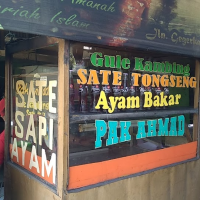 Amanah
Gule Kambing
SATE TONGSENG
Ayam Bakar
PAK AHMAD
SATE
SAPI
AYAM